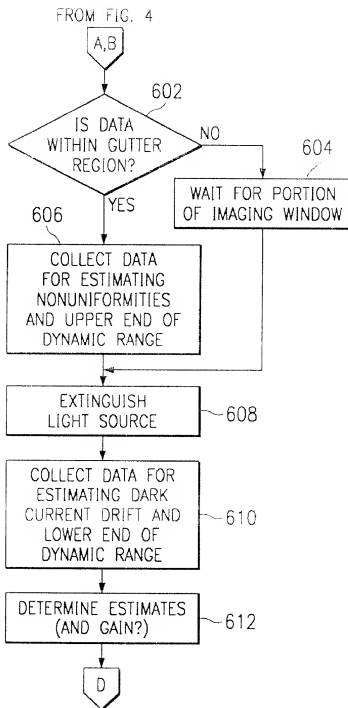 FROM FIG. 4
A,B
602
IS DATA
WITHIN GUTTER
REGION?
NO
604
YES
WAIT FOR PORTION
OF IMAGING WINDOW
606
COLLECT DATA
FOR ESTIMATING
NONUNIFORMITIES
AND UPPER END OF
DYNAMIC RANGE
EXTINGUISH
LIGHT SOURCE
608
COLLECT DATA FOR
ESTIMATING DARK
CURRENT DRIFT AND
LOWER END OF
DYNAMIC RANGE
610
DETERMINE ESTIMATES
(AND GAIN?)
612
D